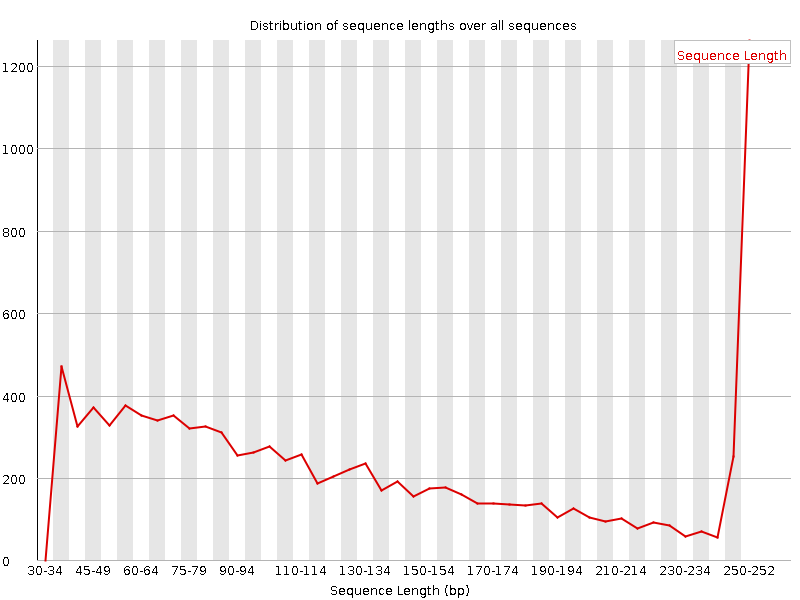 Distribution of sequence lengths over all sequences
Sequence Length
1200
1000
800
600
400
200
0
30-34 45-49 60-64 75-79 90-94 110-114 130-134 150-154 170-174 190-194 210-214 230-234 250-252
Sequence Length (bp)